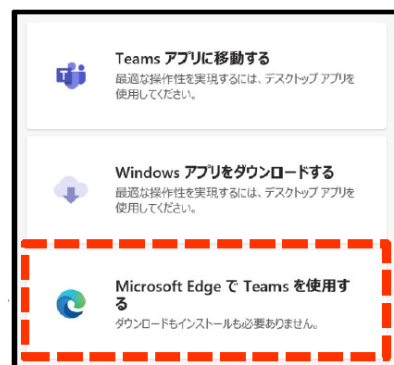 Teams アプリに移動する
最適な操作性を実現するには、デスクトップ アプリを
使用してください。
Windows アプリをダウンロードする
最適な操作性を実現するには、デスクトップ アプリを
使用してください。
Microsoft Edge で Teams を使用す
る
ダウンロードもインストールも必要ありません。